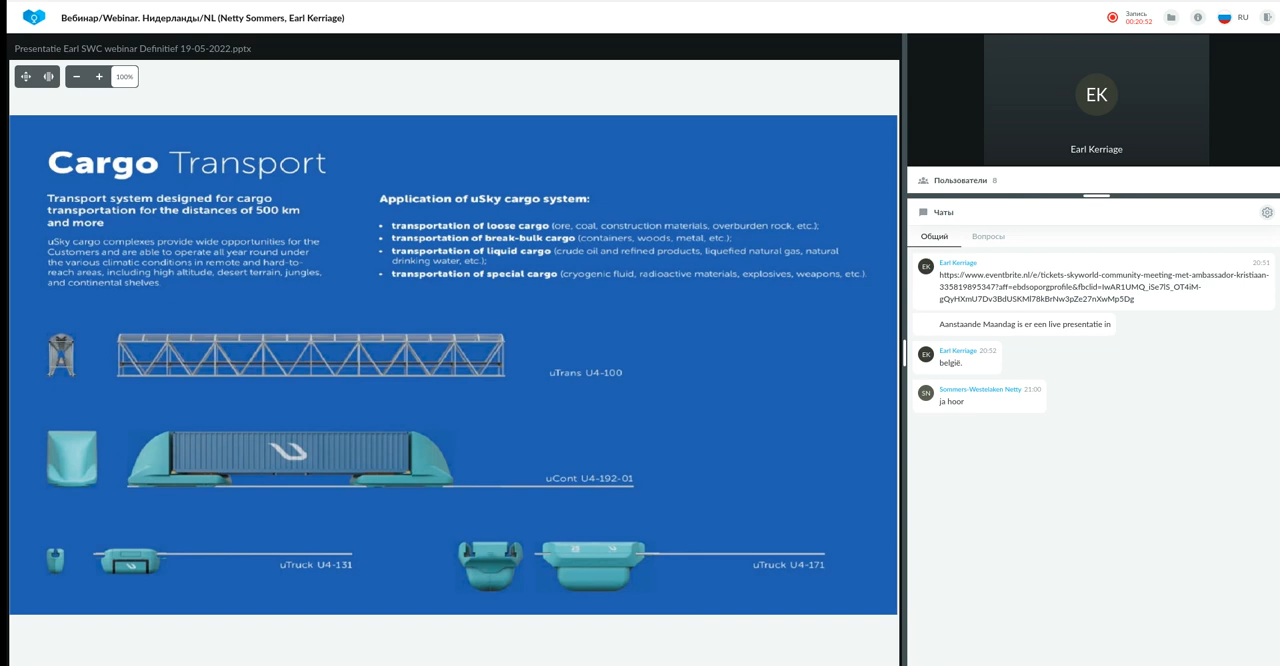 Вебинар/Webinar. Нидерланды/NL (Netty Sommers, Earl Kerriage)
Запись
00:20:52
RU
Presentatie Earl SWC webinar Definitief 19-05-2022.pptx
100%
Cargo Transport
Transport system designed for cargo
transportation for the distances of 500 km
and more
uSky cargo complexes provide wide opportunities for the
Customers and are able to operate all year round under
the various climatic conditions in remote and hard-to-
reach areas, including high altitude, desert terrain, jungles,
and continental shelves.
Application of uSky cargo system:
• transportation of loose cargo (ore, coal, construction materials, overburden rock, etc.);
• transportation of break-bulk cargo (containers, woods, metal, etc.);
• transportation of liquid cargo (crude oil and refined products, liquefied natural gas, natural
drinking water, etc.);
• transportation of special cargo (cryogenic fluid, radioactive materials, explosives, weapons, etc.).
uTrans U4-100
uCont U4-192-01
uTruck U4-131
uTruck U4-171
EK
Earl Kerriage
Пользователи 8
Чаты
Общий
Вопросы
EK
Earl Kerriage 20:51
https://www.eventbrite.nl/e/tickets-skyworld-community-meeting-met-ambassador-kristiaan-
335819895347?aff=ebdsoporgprofile&fbclid=IwAR1UMQ_iSe7lS_OT4iM-
gQyHXmU7Dv3BdUSKMl78kBrNw3pZe27nXwMp5Dg
Aanstaande Maandag is er een live presentatie in
EK
Earl Kerriage 20:52
belgië.
SN
Sommers-Westelaken Netty 21:00
ja hoor